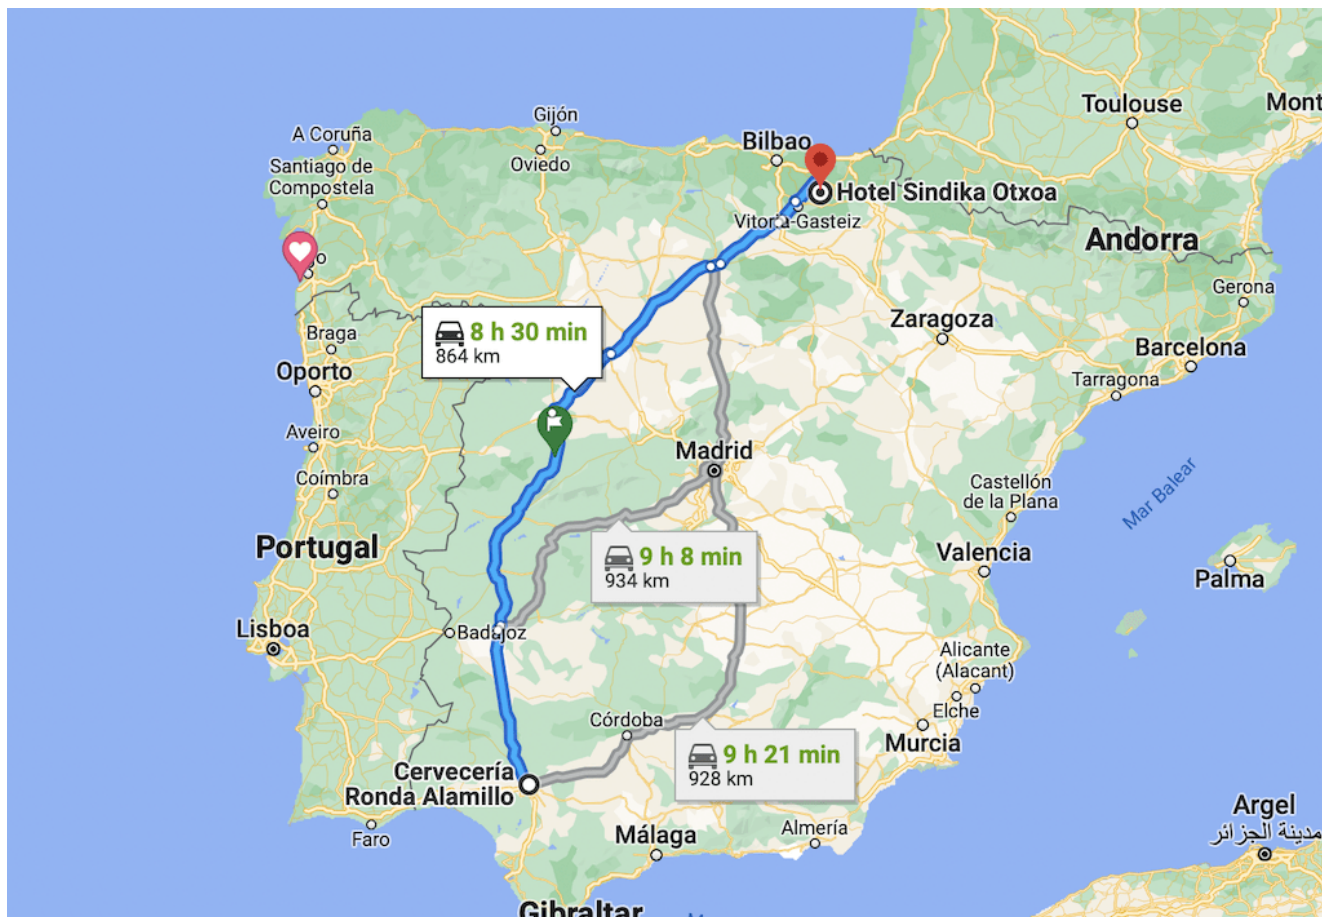 Toulouse
Mont
Gijón
A Coruña
Bilbao
Oviedo
Santiago de
Compostela
Hotel Sindika Otxoa
Vitoria-Gasteiz
Andorra
o
Gerona
8 h 30 min
864 km
Braga
Zaragoza
Barcelona
Oporto
Tarragona
Aveiro
Madrid
Coímbra
Castellón
de la Plana
Mar Balear
Portugal
9 h 8 min
934 km
Valencia
Palma
Lisboa
Badajoz
Alicante
(Alacant)
Elche
Córdoba
Murcia
9 h 21 min
928 km
Cervecería
Ronda Alamillo
Faro
Málaga
Almería
Argel
مدينة الجزائر
Gibraltar